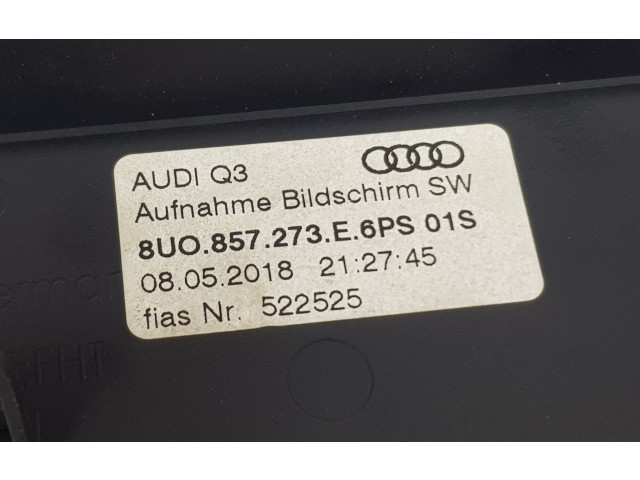 AUDI Q3
Aufnahme Bildschirm SW
8U0.857.273.E.6PS 01S
08.05.2018 21:27:45
fias Nr. 522525